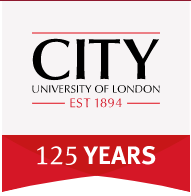 CITY
UNIVERSITY OF LONDON
EST 1894
125 YEARS